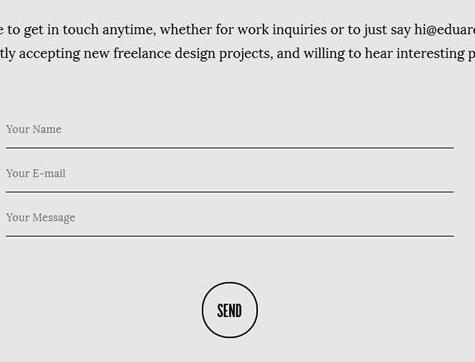 e to get in touch anytime, whether for work inquiries or to just say hi@eduar
tly accepting new freelance design projects, and willing to hear interesting p
Your Name
Your E-mail
Your Message
SEND